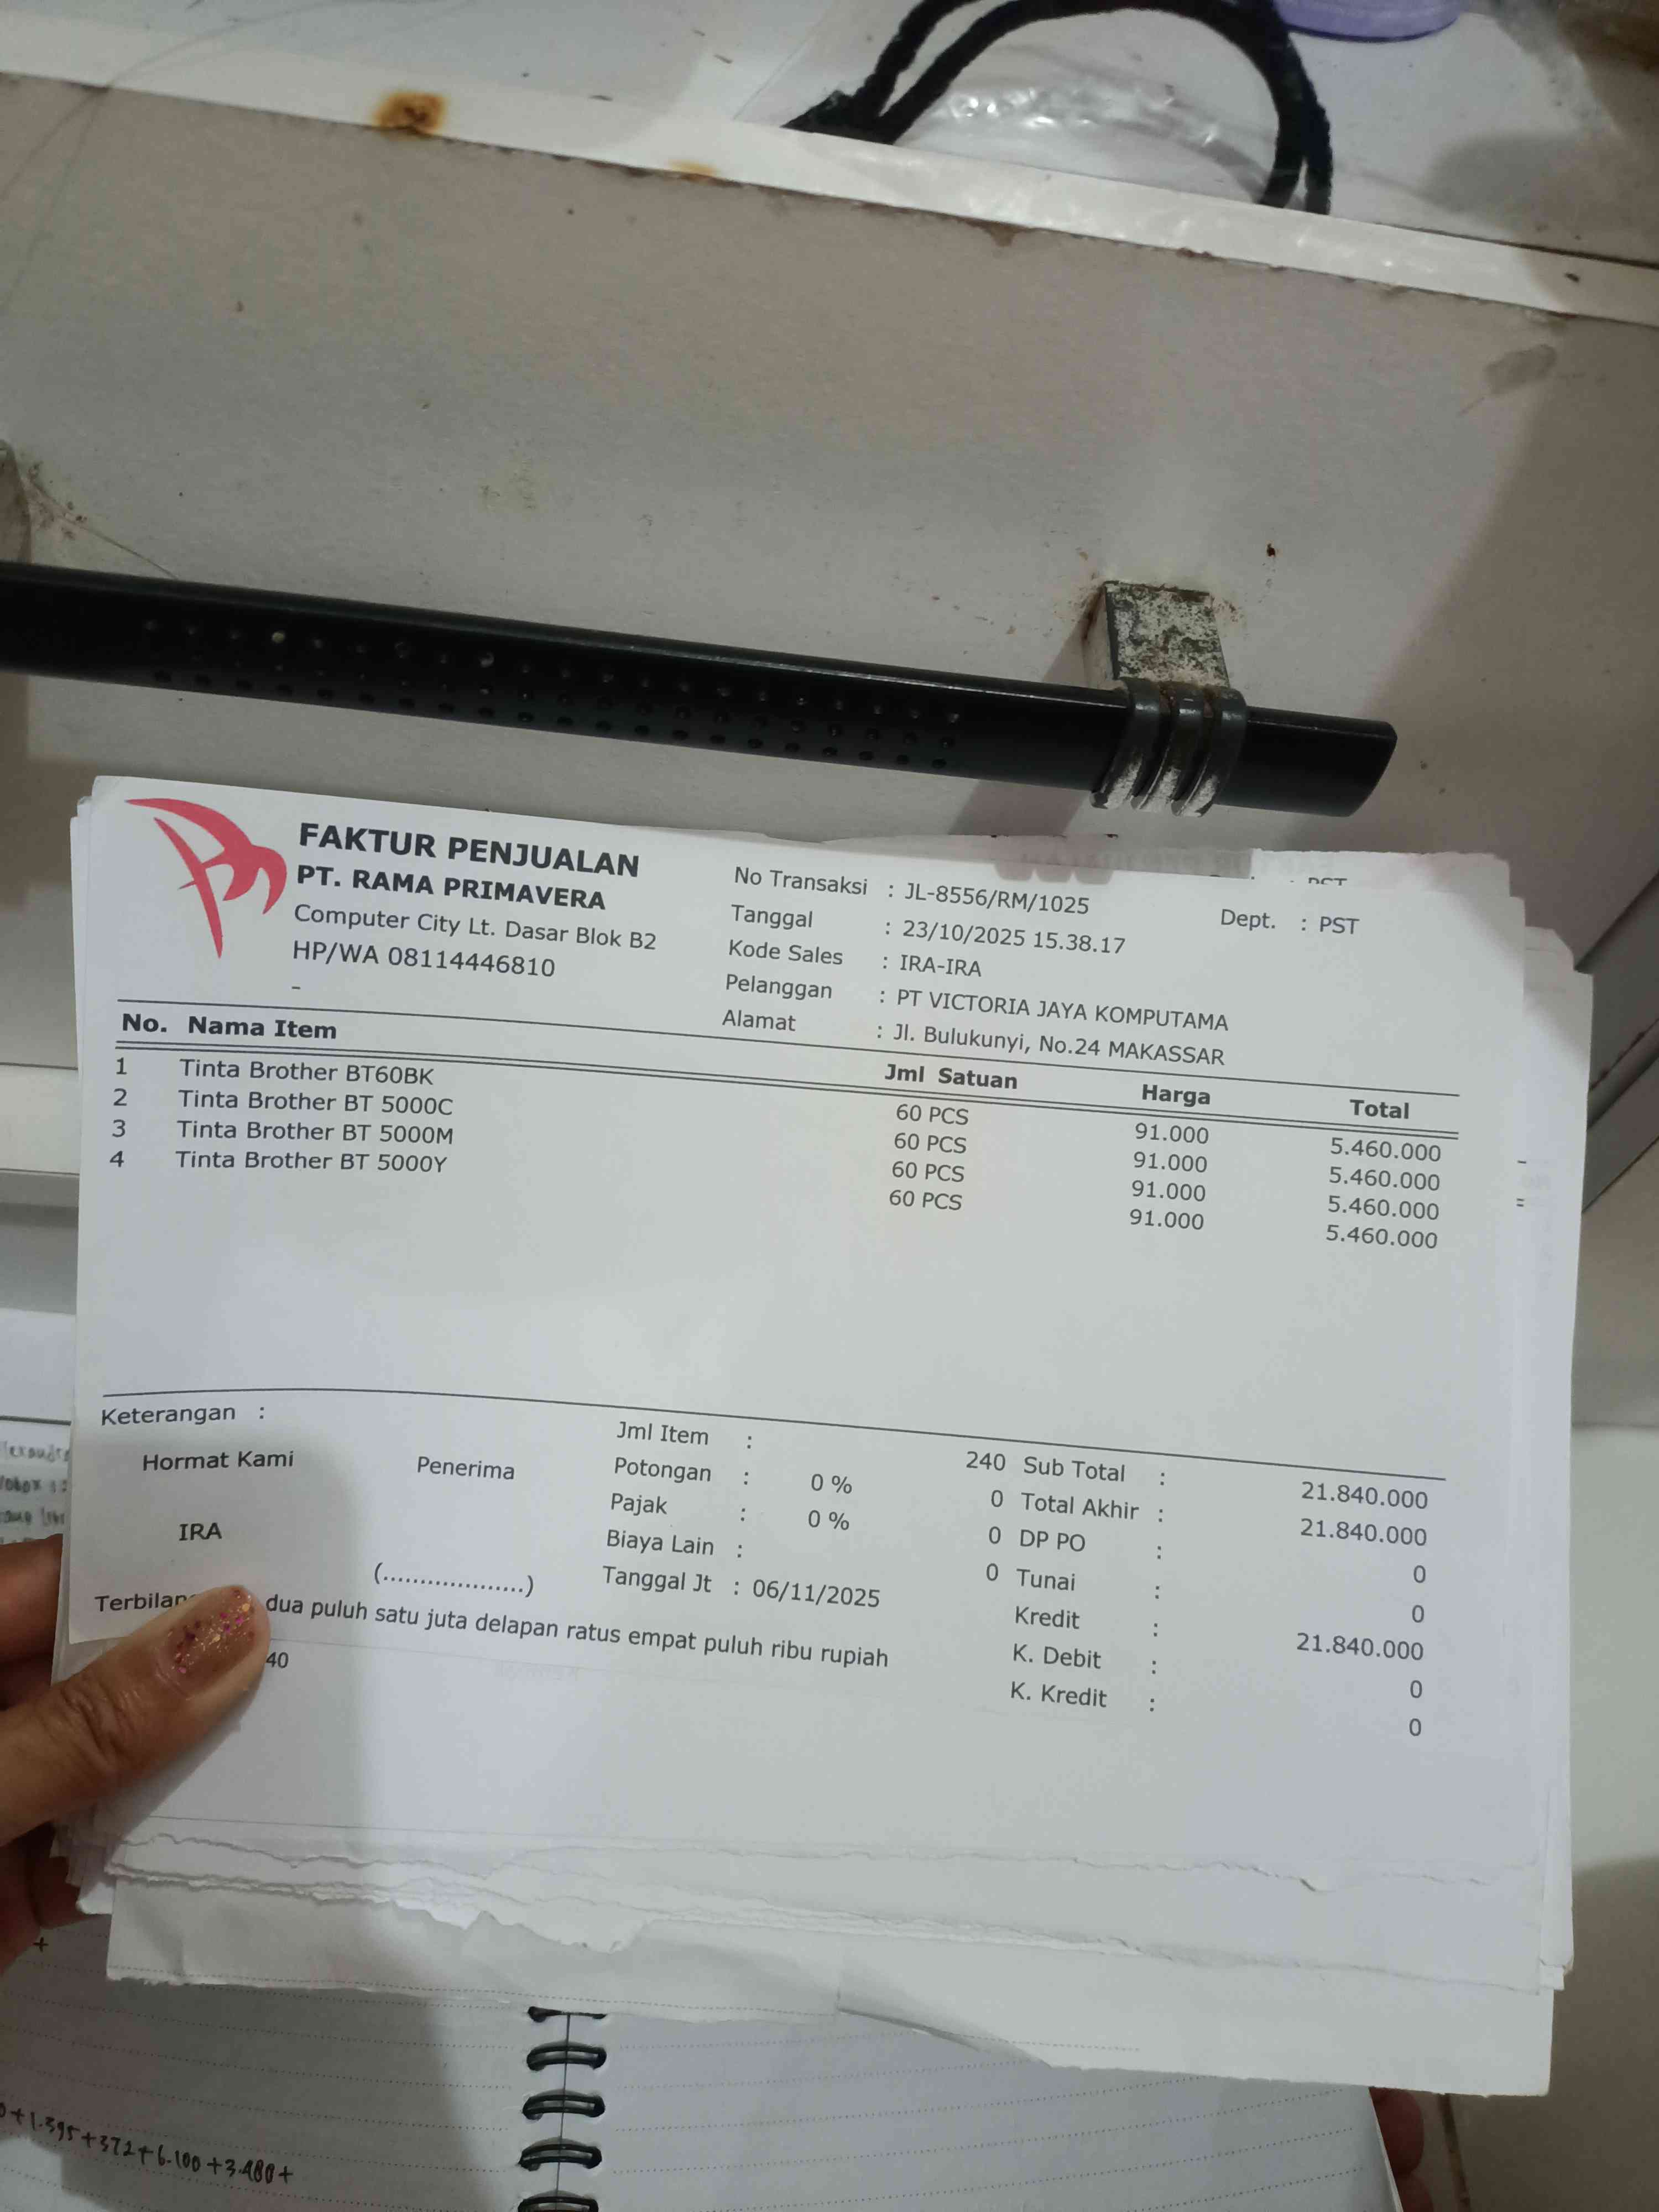 FAKTUR PENJUALAN
PT. RAMA PRIMAVERA
Computer City Lt. Dasar Blok B2
HP/WA 08114446810
-
No Transaksi : JL-8556/RM/1025
Tanggal : 23/10/2025 15.38.17
Kode Sales : IRA-IRA
Pelanggan : PT VICTORIA JAYA KOMPUTAMA
Alamat : Jl. Bulukunyi, No.24 MAKASSAR
Dept. : PST
No. Nama Item Jml Satuan Harga Total
1 Tinta Brother BT60BK 60 PCS 91.000 5.460.000
2 Tinta Brother BT 5000C 60 PCS 91.000 5.460.000
3 Tinta Brother BT 5000M 60 PCS 91.000 5.460.000
4 Tinta Brother BT 5000Y 60 PCS 91.000 5.460.000
Keterangan :
Hormat Kami Penerima
IRA
(...................)
Jml Item : 240
Potongan : 0 % 0
Pajak : 0 % 0
Biaya Lain : 0
Tanggal Jt : 06/11/2025
Sub Total : 21.840.000
Total Akhir : 21.840.000
DP PO : 0
Tunai : 0
Kredit : 21.840.000
K. Debit : 0
K. Kredit : 0
dua puluh satu juta delapan ratus empat puluh ribu rupiah
40
+1.395+372+6.100+3.480+